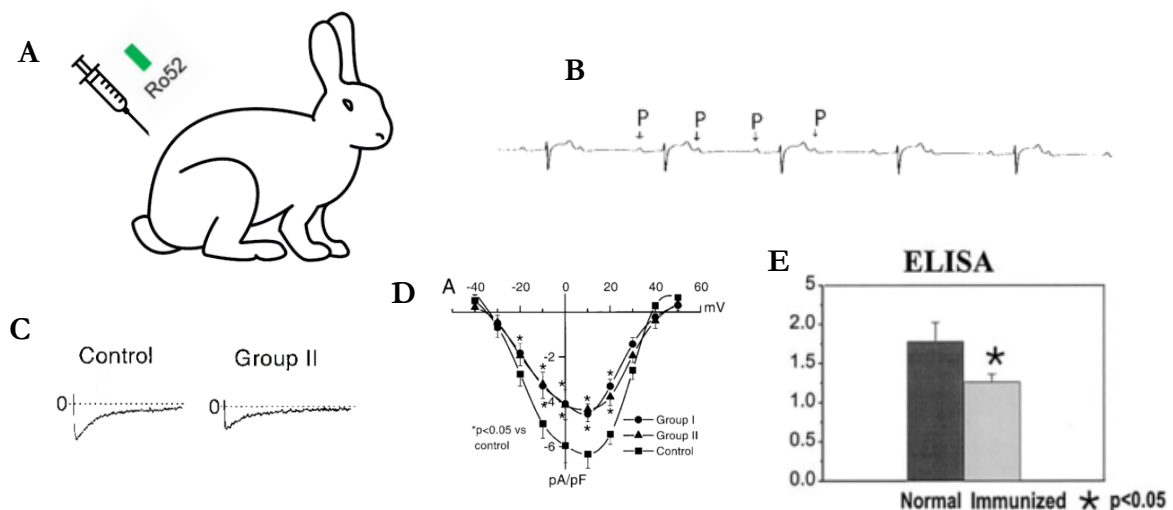 A
Ro52
B
P P P P
C
Control Group II
0 0
D
A
-40 -20 0 20 40 60
mV
-2
-4
-6
pA/pF
* * * * * * * * * *
*p<0.05 vs
control
Group I
Group II
Control
E
ELISA
5
2.0
1.5
1.0
0.5
0.0
*
Normal Immunized * p<0.05